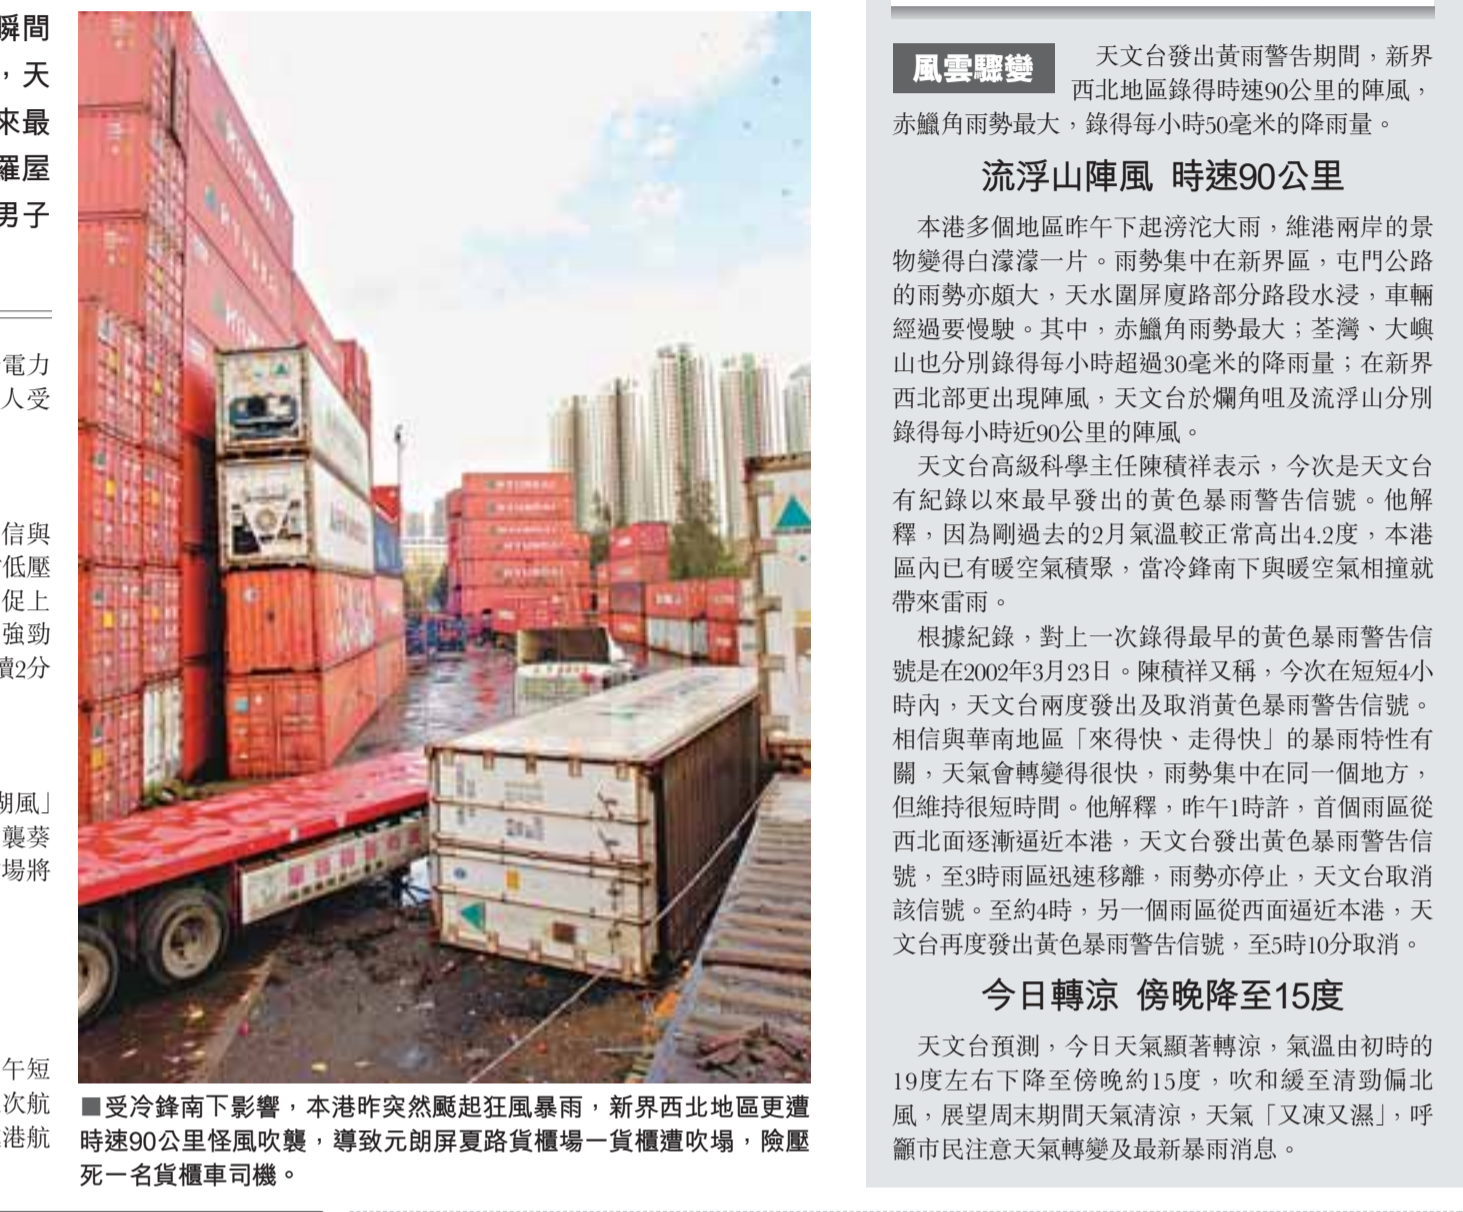 瞬間
，天
來最
羅屋
男子
電力
人受
信與
低壓
促上
強勁
續2分
湖風」
襲葵
場將
午短
次航
港航
HYUNDAI
HYUNDAI
HYUNDAI
HYUNDAI
■受冷鋒南下影響，本港昨突然颳起狂風暴雨，新界西北地區更遭
時速90公里怪風吹襲，導致元朗屏夏路貨櫃場一貨櫃遭吹塌，險壓
死一名貨櫃車司機。
風雲驟變
天文台發出黃雨警告期間，新界
西北地區錄得時速90公里的陣風，
赤鱲角雨勢最大，錄得每小時50毫米的降雨量。
流浮山陣風 時速90公里
本港多個地區昨午下起滂沱大雨，維港兩岸的景
物變得白濛濛一片。雨勢集中在新界區，屯門公路
的雨勢亦頗大，天水圍屏廈路部分路段水浸，車輛
經過要慢駛。其中，赤鱲角雨勢最大；荃灣、大嶼
山也分別錄得每小時超過30毫米的降雨量；在新界
西北部更出現陣風，天文台於爛角咀及流浮山分別
錄得每小時近90公里的陣風。
天文台高級科學主任陳積祥表示，今次是天文台
有紀錄以來最早發出的黃色暴雨警告信號。他解
釋，因為剛過去的2月氣溫較正常高出4.2度，本港
區內已有暖空氣積聚，當冷鋒南下與暖空氣相撞就
帶來雷雨。
根據紀錄，對上一次錄得最早的黃色暴雨警告信
號是在2002年3月23日。陳積祥又稱，今次在短短4小
時內，天文台兩度發出及取消黃色暴雨警告信號。
相信與華南地區「來得快、走得快」的暴雨特性有
關，天氣會轉變得很快，雨勢集中在同一個地方，
但維持很短時間。他解釋，昨午1時許，首個雨區從
西北面逐漸逼近本港，天文台發出黃色暴雨警告信
號，至3時雨區迅速移離，雨勢亦停止，天文台取消
該信號。至約4時，另一個雨區從西面逼近本港，天
文台再度發出黃色暴雨警告信號，至5時10分取消。
今日轉涼 傍晚降至15度
天文台預測，今日天氣顯著轉涼，氣溫由初時的
19度左右下降至傍晚約15度，吹和緩至清勁偏北
風，展望周末期間天氣清涼，天氣「又凍又濕」，呼
籲市民注意天氣轉變及最新暴雨消息。